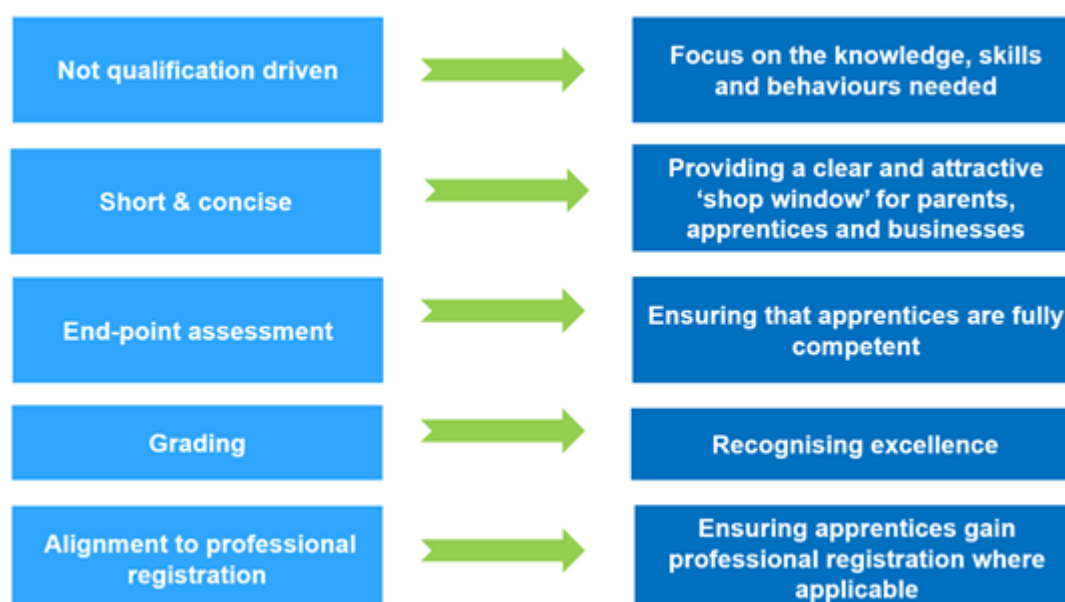 Not qualification driven
Focus on the knowledge, skills
and behaviours needed
Short & concise
Providing a clear and attractive
‘shop window’ for parents,
apprentices and businesses
End-point assessment
Ensuring that apprentices are fully
competent
Grading
Recognising excellence
Alignment to professional
registration
Ensuring apprentices gain
professional registration where
applicable